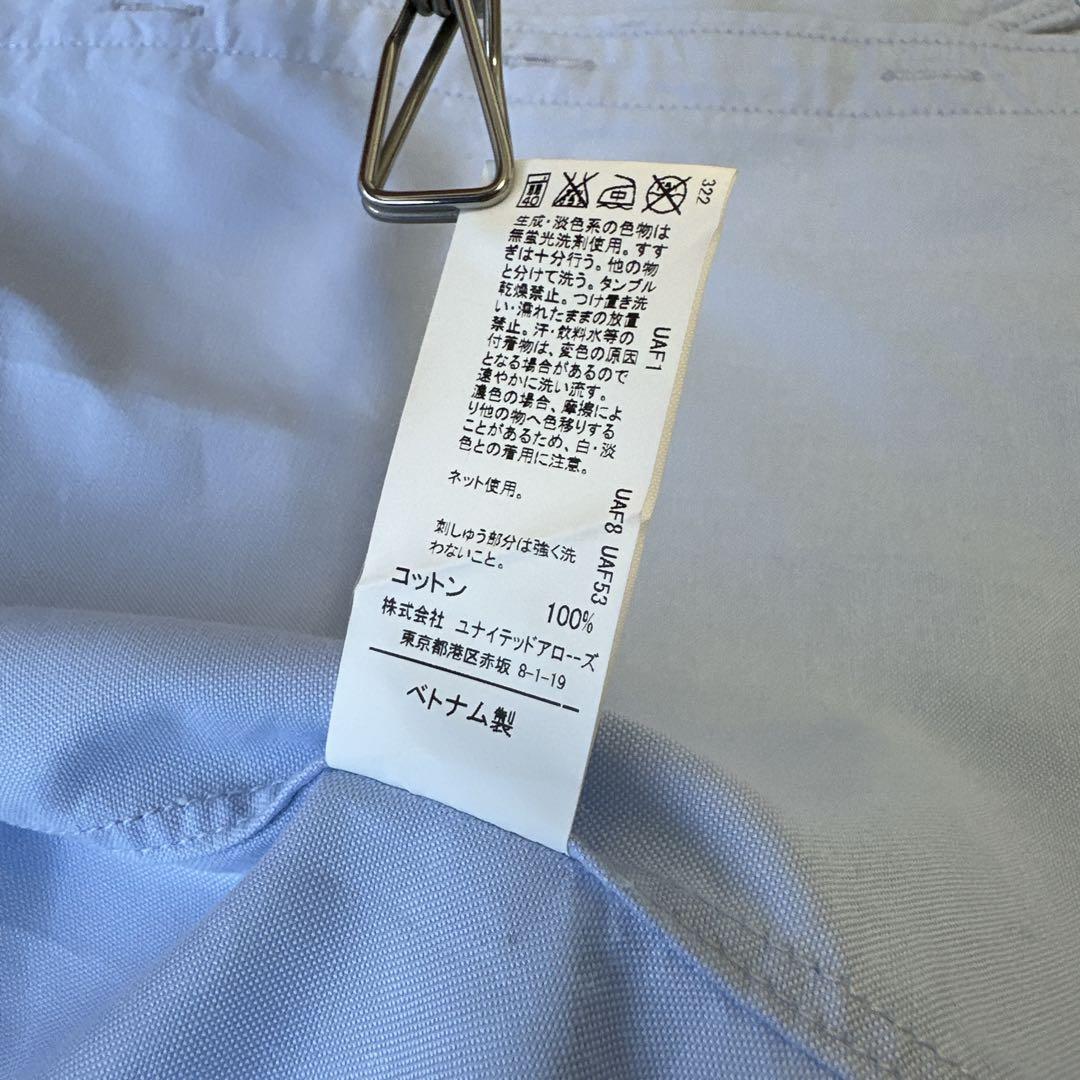 322
40
中
生成・淡色系の色物は
無蛍光洗剤使用。すす
ぎは十分行う。他の物
と分けて洗う。タンブル
乾燥禁止。つけ置き洗
い・濡れたままの放置
禁止。汗・飲料水等の
付着物は、変色の原因
となる場合があるので
速やかに洗い流す。
濃色の場合、摩擦によ
り他の物へ色移りする
ことがあるため、白・淡
色との着用に注意。
UAF1
ネット使用。
刺しゅう部分は強く洗
わないこと。
UAF8 UAF53
コットン 100%
株式会社 ユナイテッドアローズ
東京都港区赤坂 8-1-19
ベトナム製